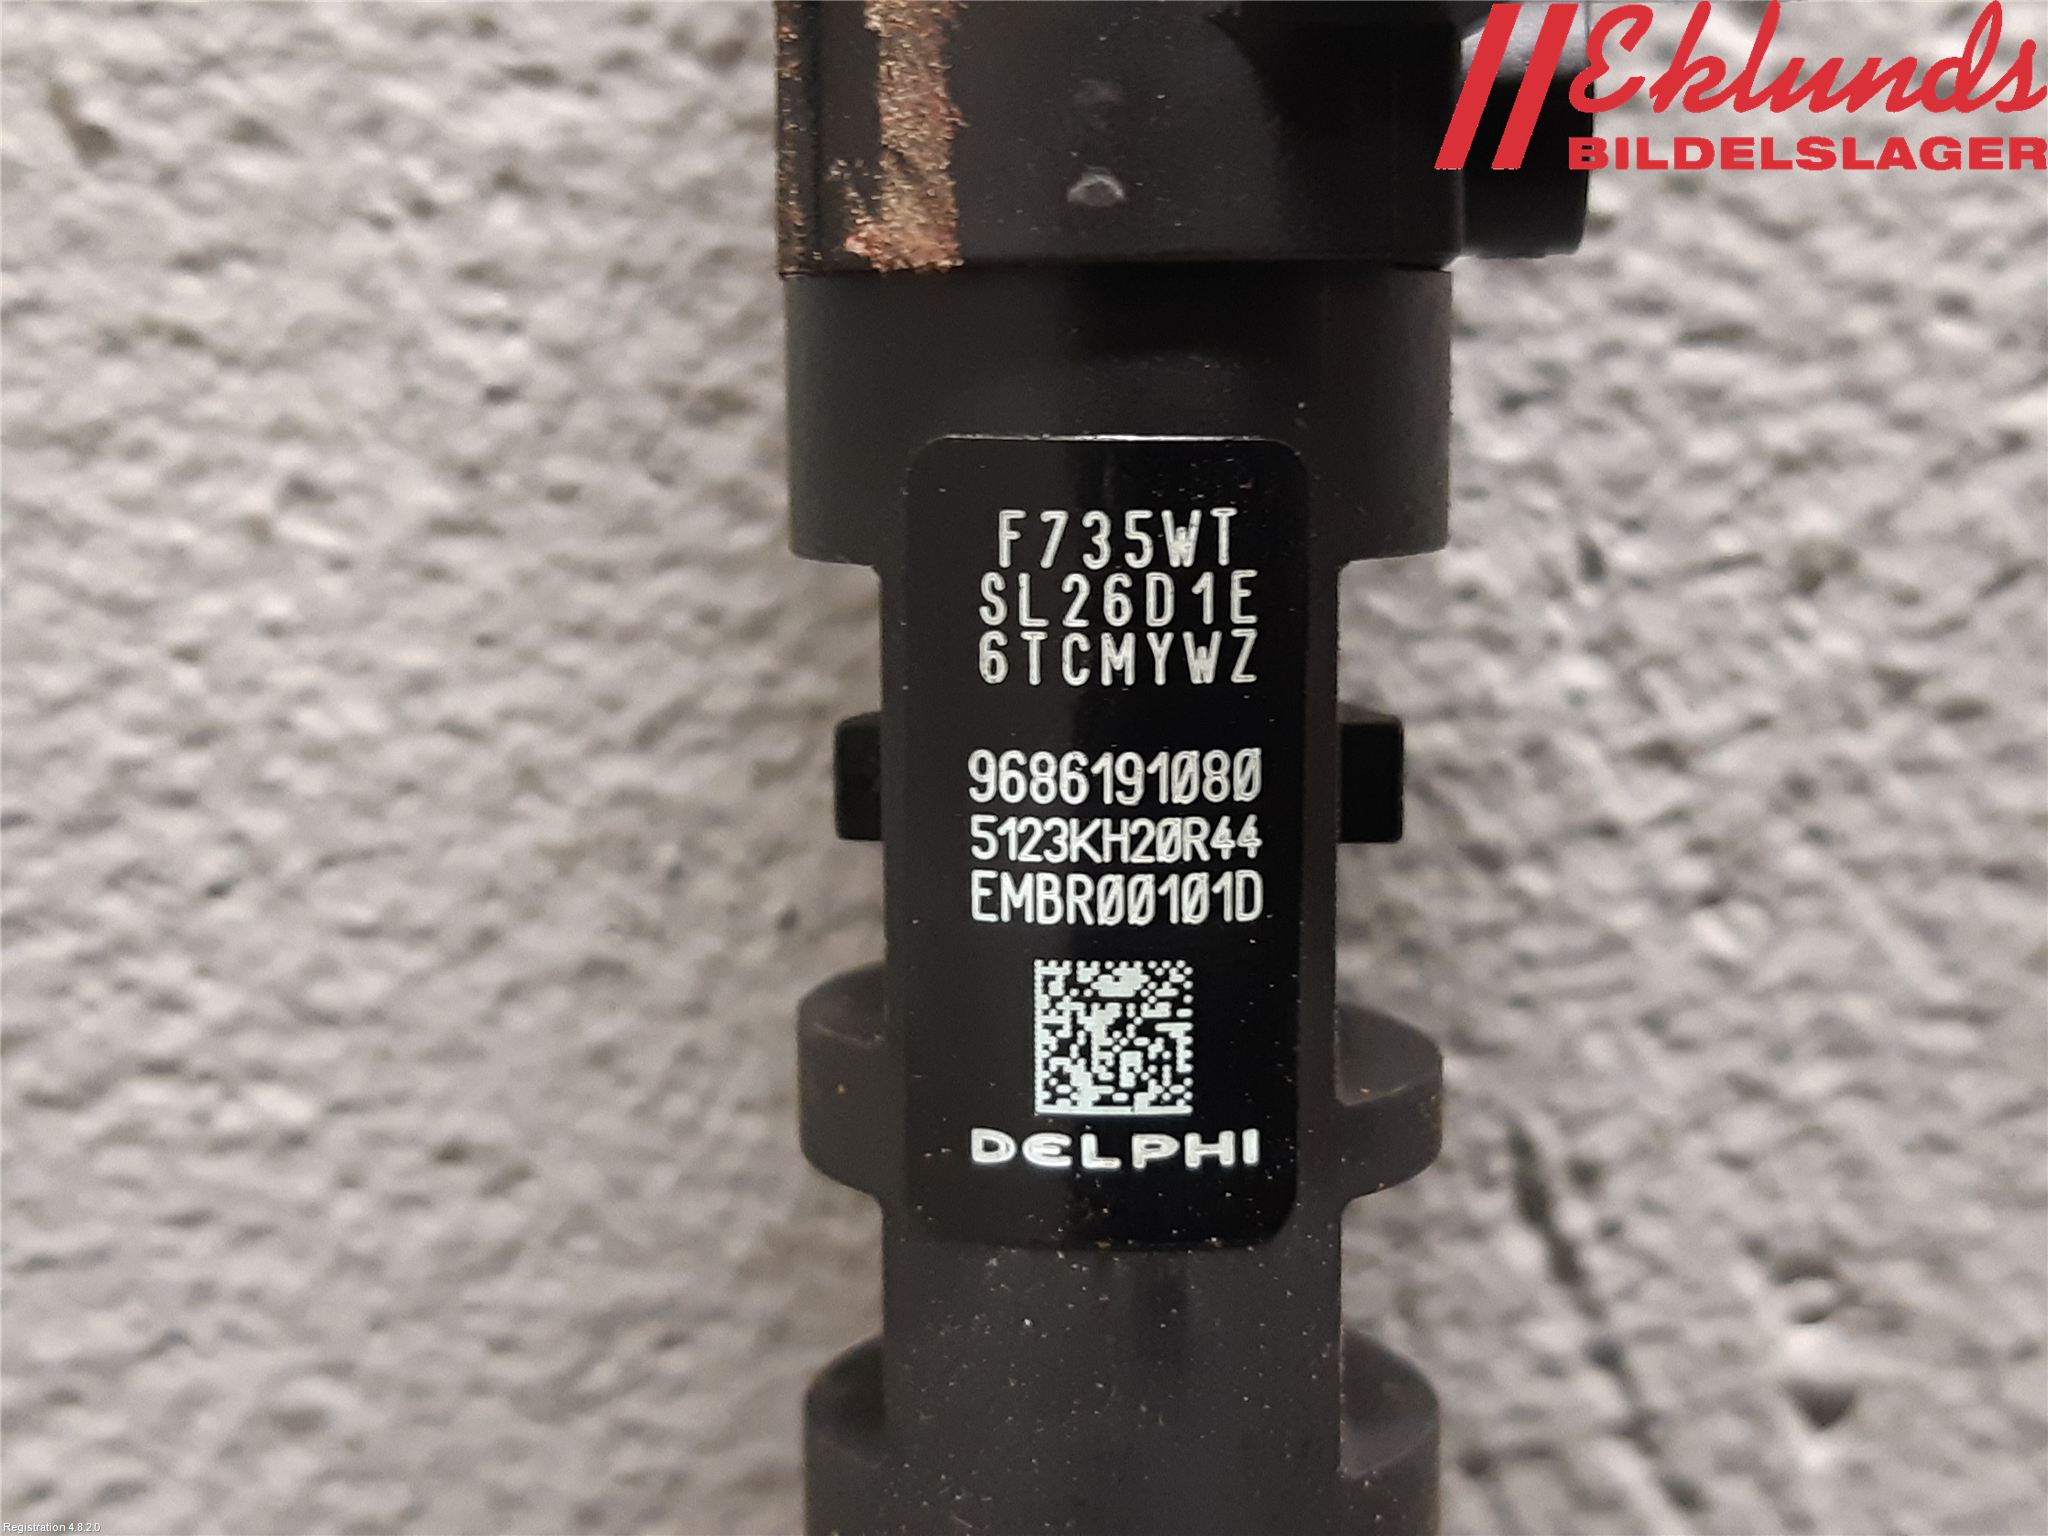 Eklunds
BILDELSLAGER
F735WT
SL26D1E
6TCMYWZ
9686191080
5123KH20R44
EMBR00101D
DELPHI
Registration 4.8.2.0